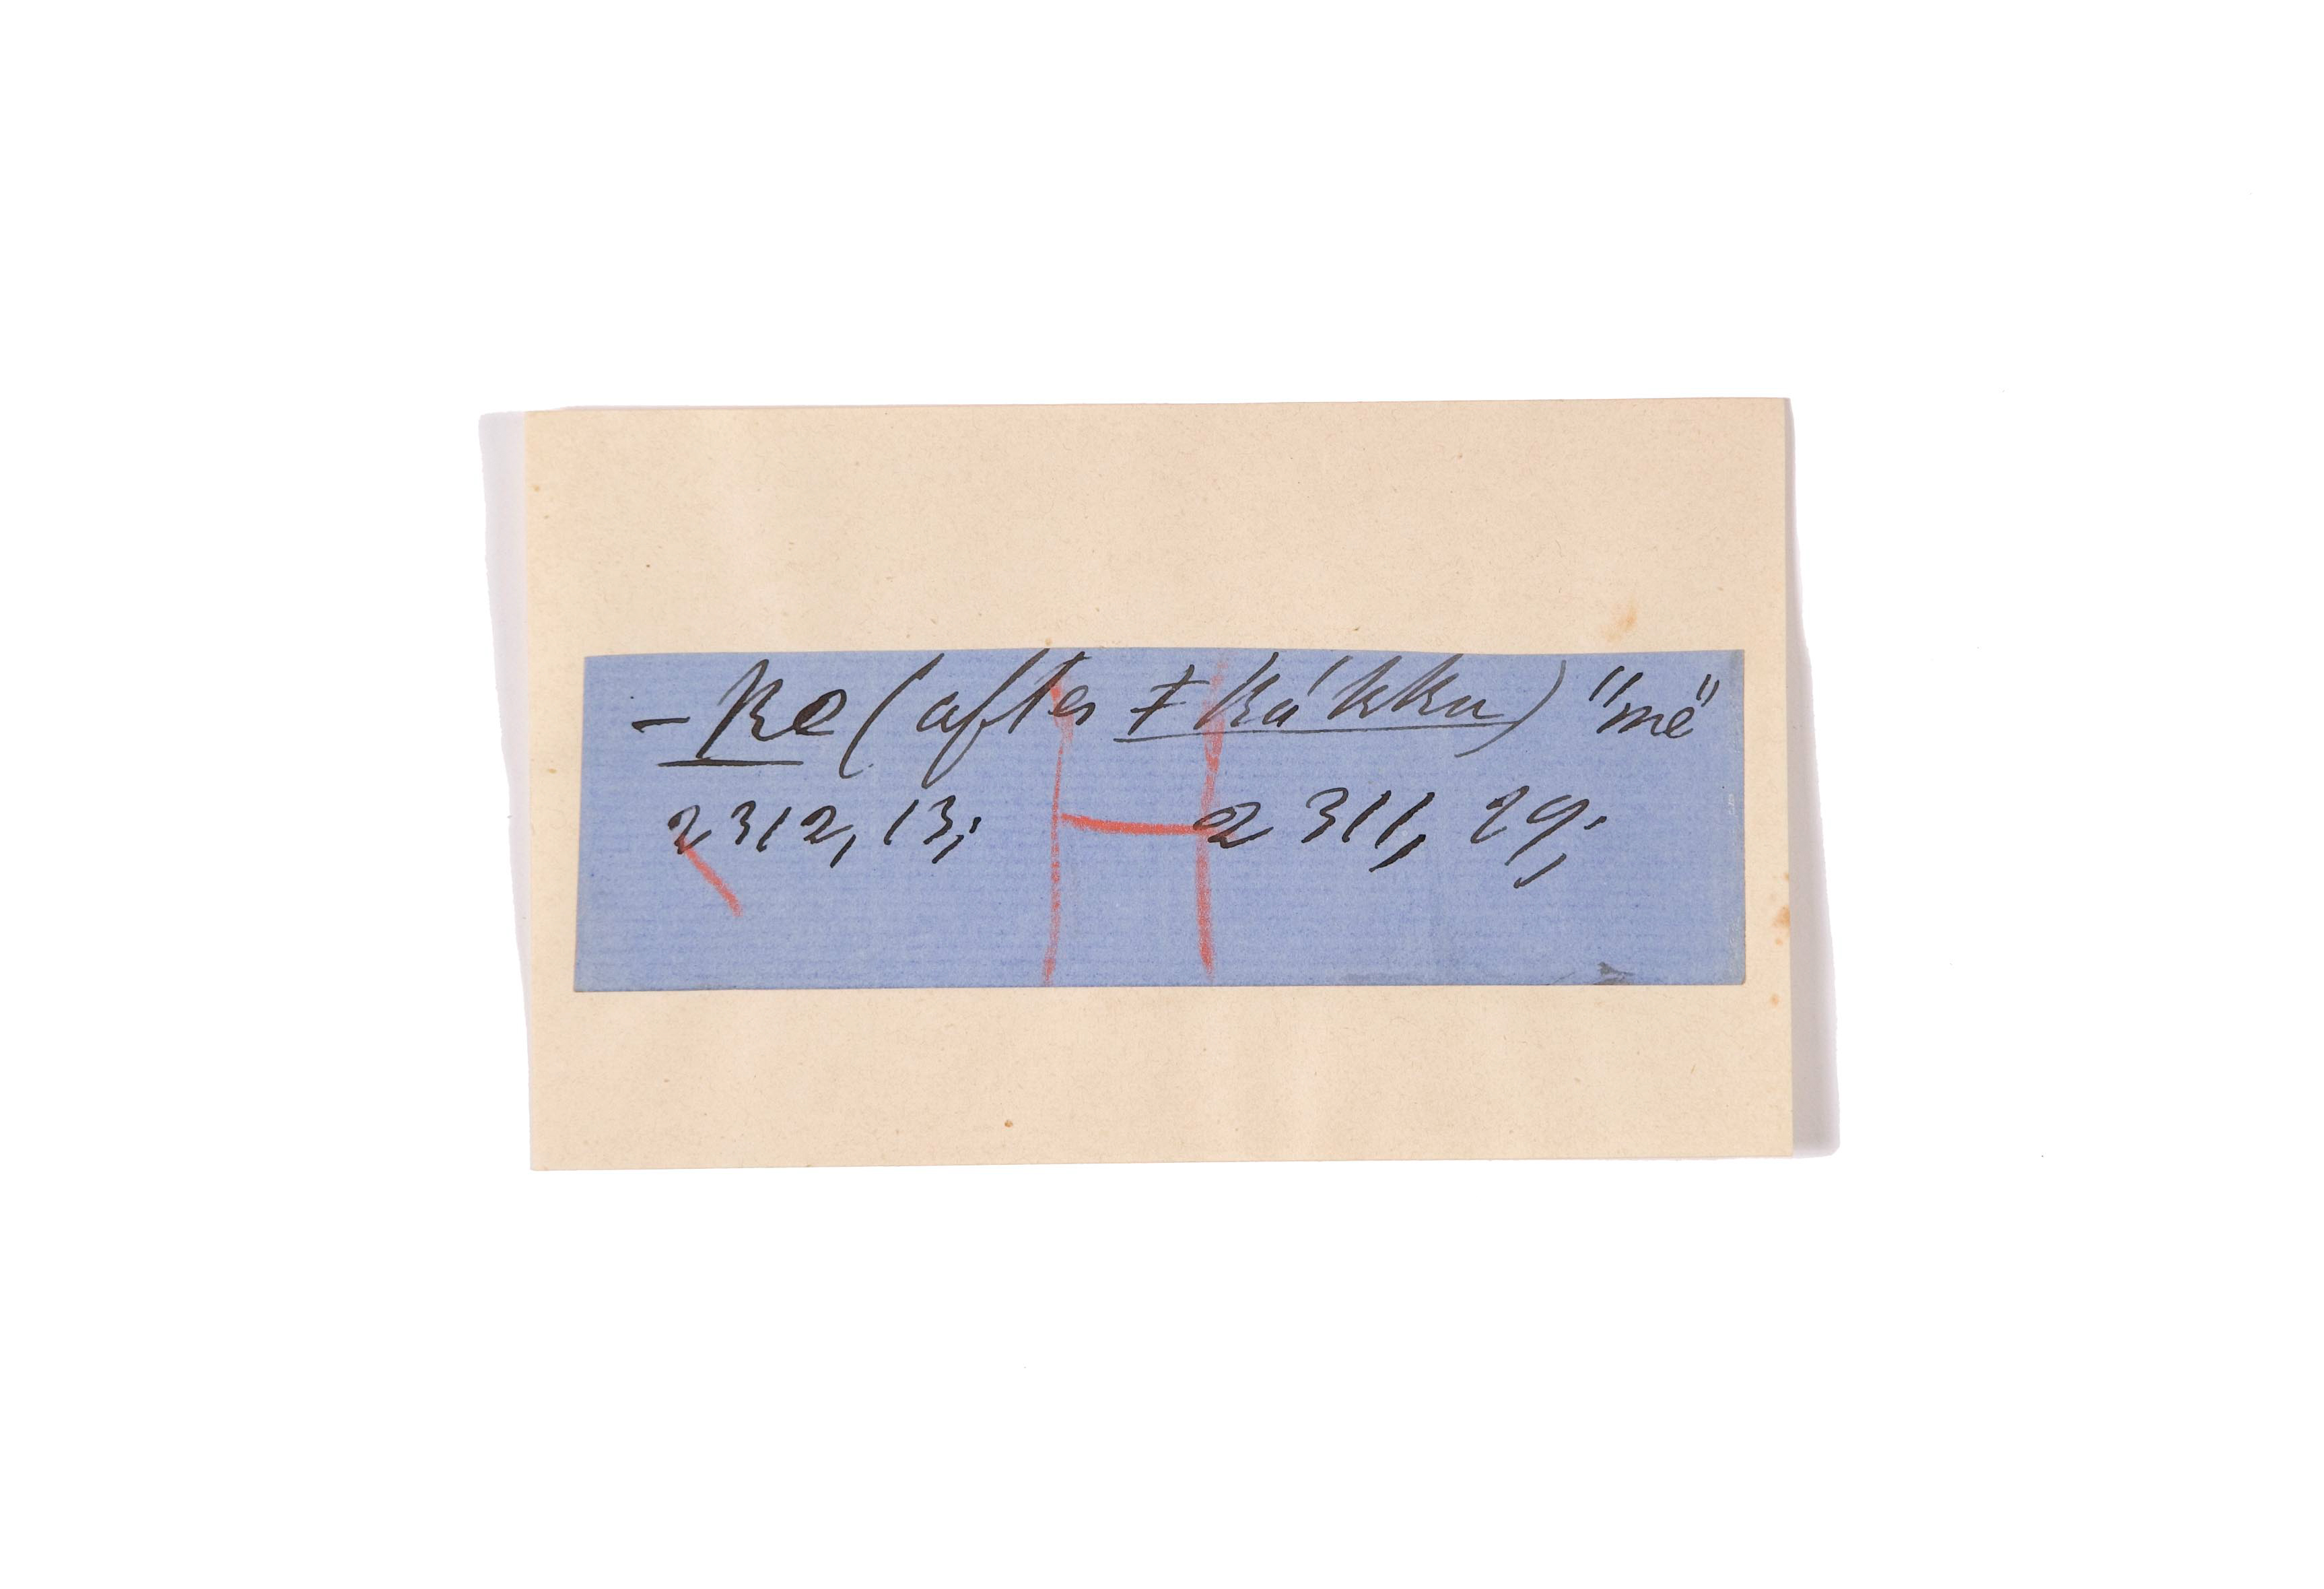 -ke (after ǂkákka) "me"
2312, 13; 2311, 29;
H